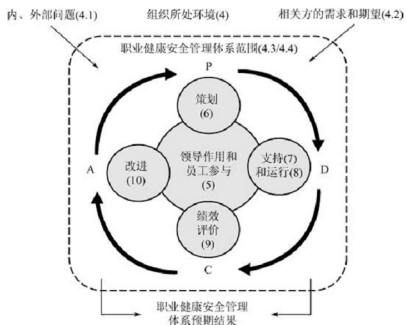 内、外部问题(4.1)
组织所处环境(4)
相关方的需求和期望(4.2)
职业健康安全管理体系范围(4.3/4.4)
P
策划
(6)
A
改进
(10)
领导作用和
员工参与
(5)
支持(7)
和运行(8)
D
绩效
评价
(9)
C
职业健康安全管理
体系预期结果